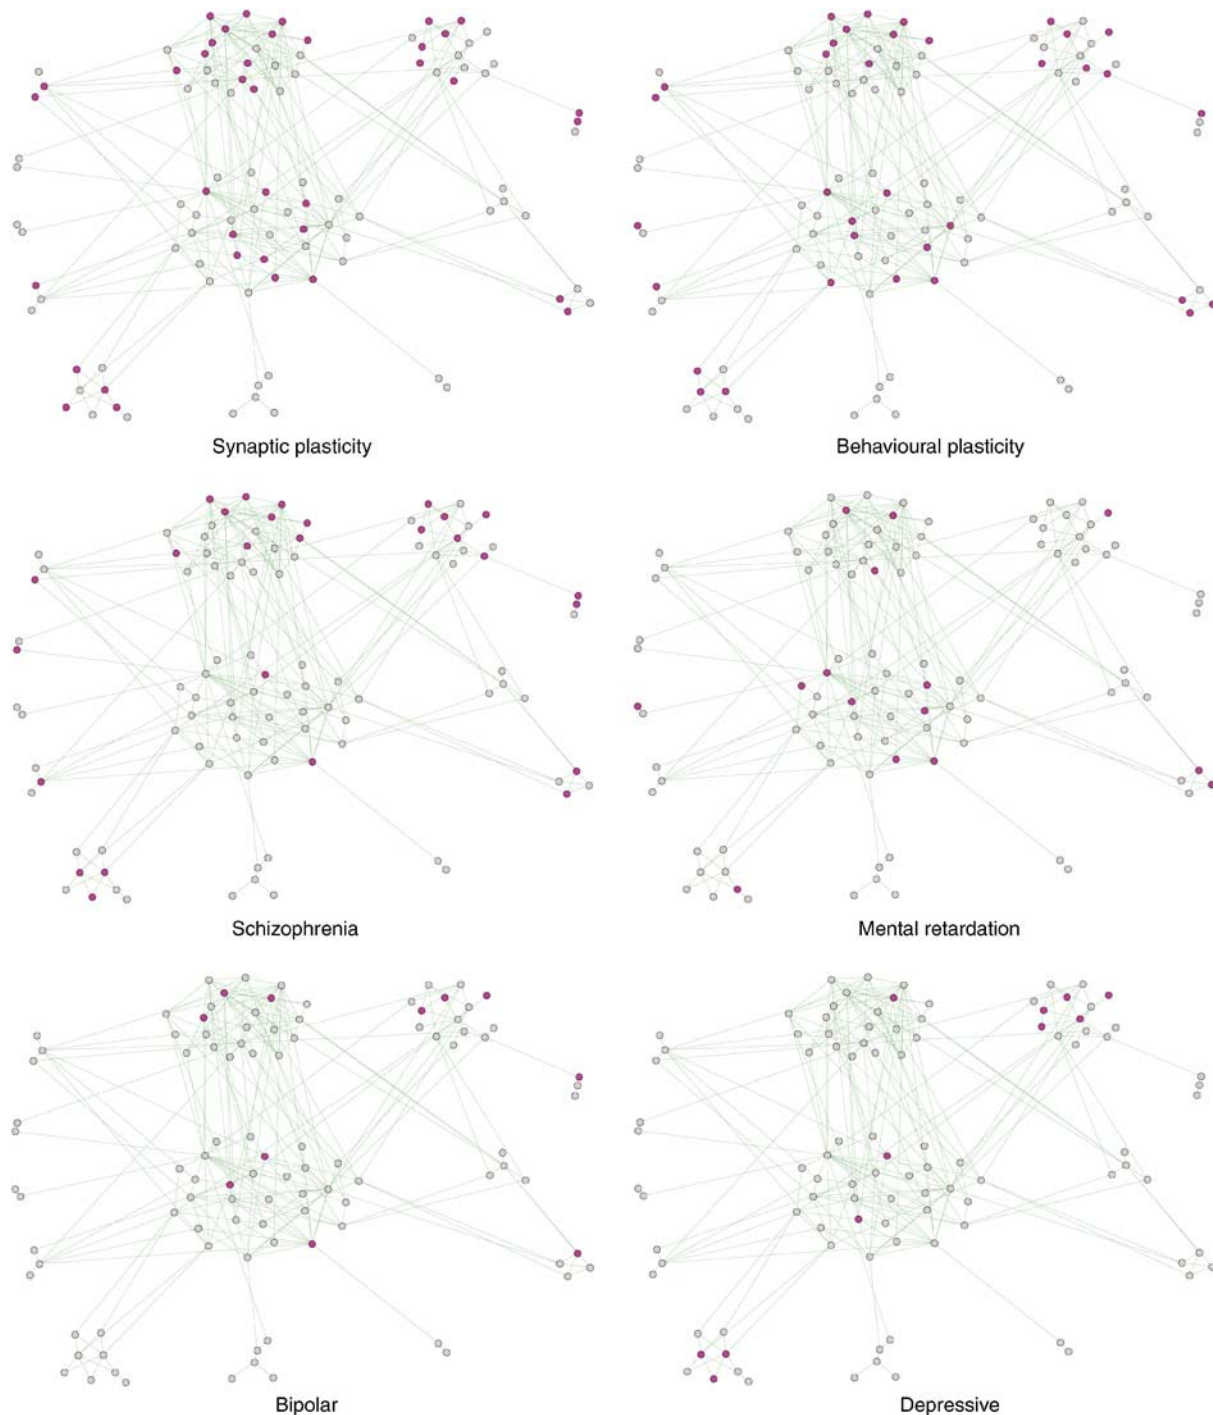 Synaptic plasticity
Behavioural plasticity
Schizophrenia
Mental retardation
Bipolar
Depressive